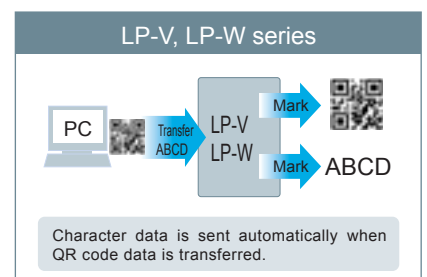 LP-V, LP-W series
PC
Transfer
ABCD
LP-V
LP-W
Mark
Mark
ABCD
Character data is sent automatically when
QR code data is transferred.